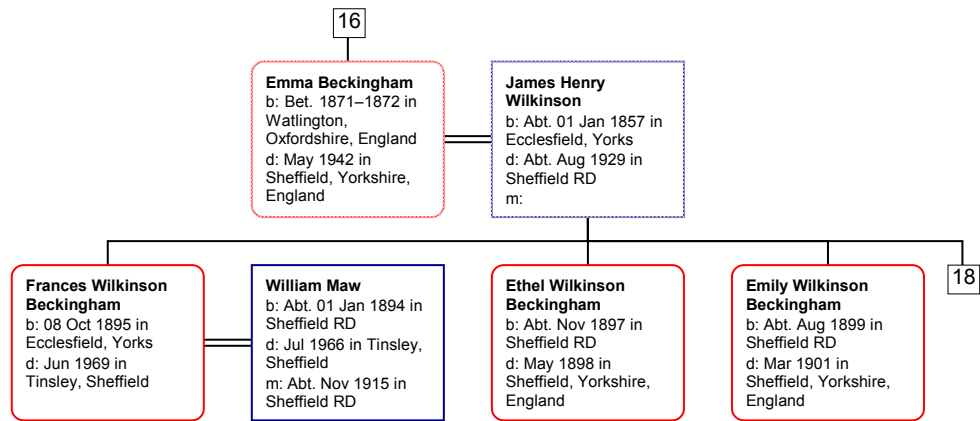 16
Emma Beckingham
b: Bet. 1871–1872 in
Watlington,
Oxfordshire, England
d: May 1942 in
Sheffield, Yorkshire,
England
James Henry
Wilkinson
b: Abt. 01 Jan 1857 in
Ecclesfield, Yorks
d: Abt. Aug 1929 in
Sheffield RD
m:
Frances Wilkinson
Beckingham
b: 08 Oct 1895 in
Ecclesfield, Yorks
d: Jun 1969 in
Tinsley, Sheffield
William Maw
b: Abt. 01 Jan 1894 in
Sheffield RD
d: Jul 1966 in Tinsley,
Sheffield
m: Abt. Nov 1915 in
Sheffield RD
Ethel Wilkinson
Beckingham
b: Abt. Nov 1897 in
Sheffield RD
d: May 1898 in
Sheffield, Yorkshire,
England
Emily Wilkinson
Beckingham
b: Abt. Aug 1899 in
Sheffield RD
d: Mar 1901 in
Sheffield, Yorkshire,
England
18